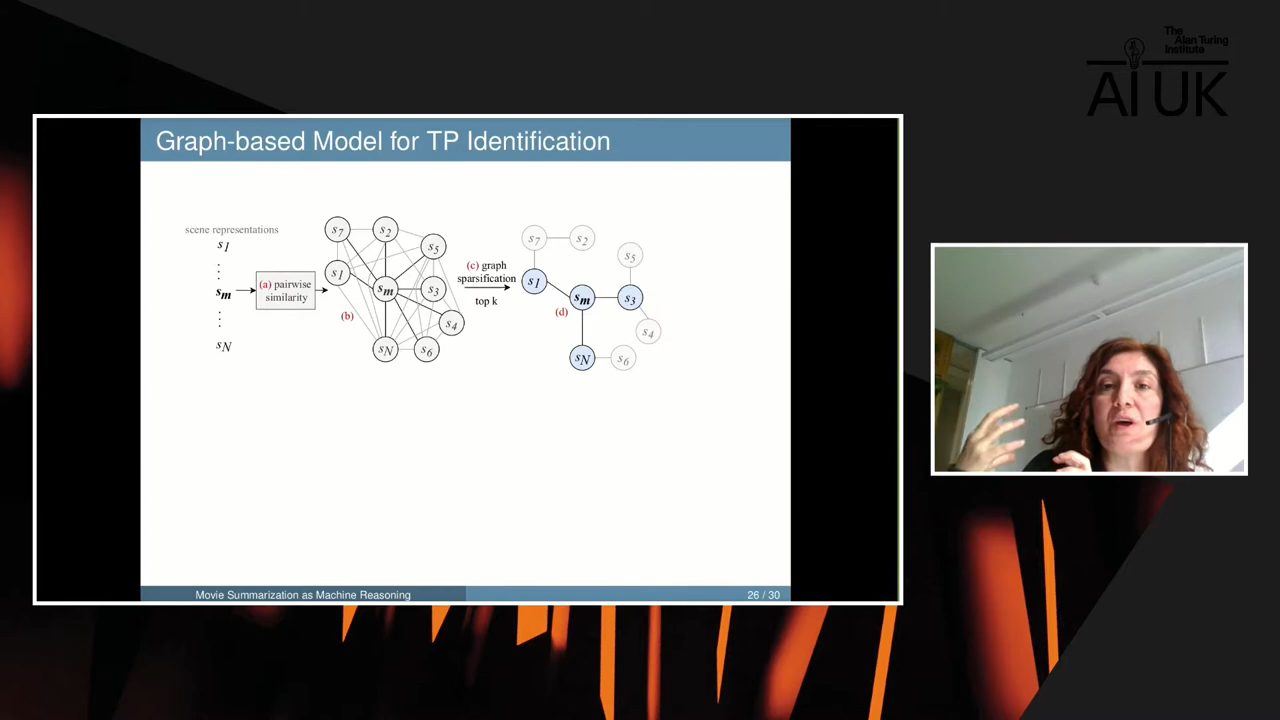 The
Alan Turing
Institute
AI UK
Graph-based Model for TP Identification
scene representations
s1
sm
sN
(a) pairwise
similarity
s7
s2
s5
s1
sm
s3
s4
sN
s6
(b)
(c) graph
sparsification
top k
s7
s2
s5
s1
sm
s3
(d)
s4
sN
s6
Movie Summarization as Machine Reasoning
26 / 30